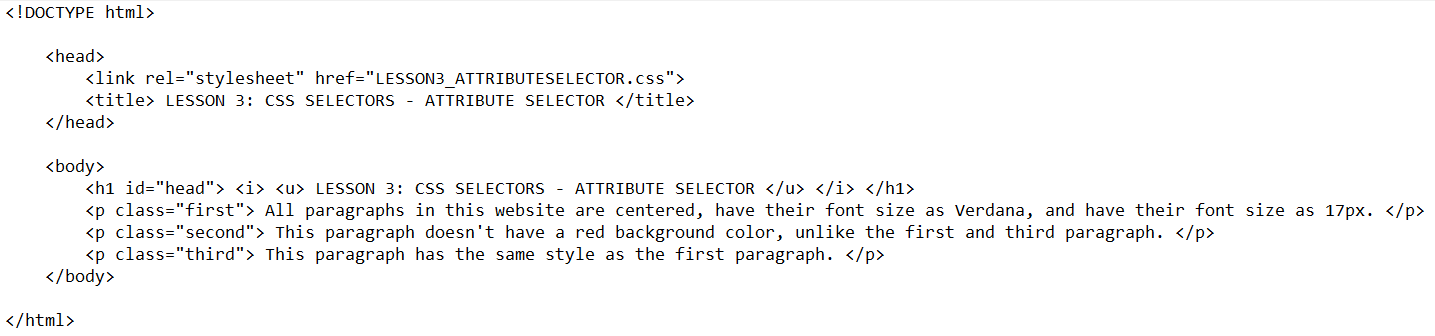 <!DOCTYPE html>
<head>
<link rel="stylesheet" href="LESSON3_ATTRIBUTESELECTOR.css">
<title> LESSON 3: CSS SELECTORS - ATTRIBUTE SELECTOR </title>
</head>
<body>
<h1 id="head"> <i> <u> LESSON 3: CSS SELECTORS - ATTRIBUTE SELECTOR </u> </i> </h1>
<p class="first"> All paragraphs in this website are centered, have their font size as Verdana, and have their font size as 17px. </p>
<p class="second"> This paragraph doesn't have a red background color, unlike the first and third paragraph. </p>
<p class="third"> This paragraph has the same style as the first paragraph. </p>
</body>
</html>